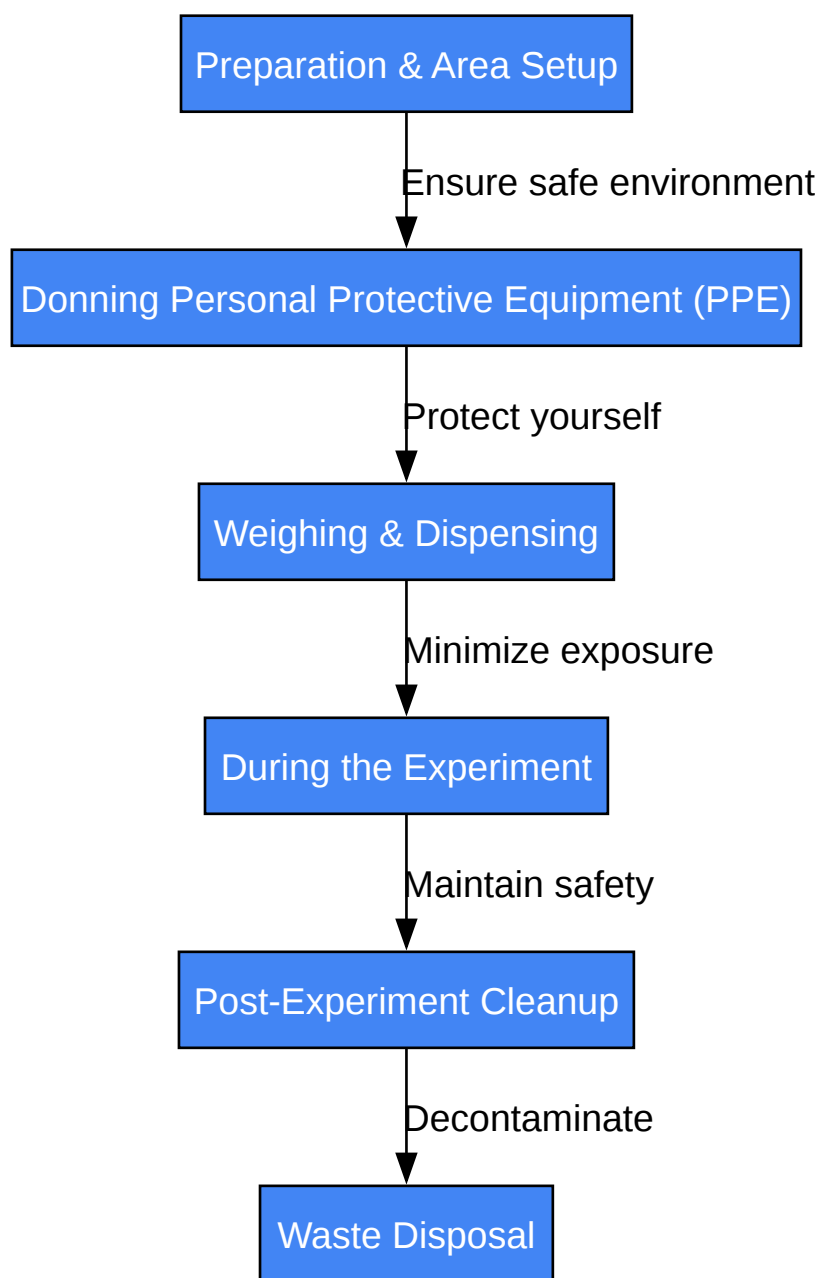 Preparation & Area Setup
Ensure safe environment
Donning Personal Protective Equipment (PPE)
Protect yourself
Weighing & Dispensing
Minimize exposure
During the Experiment
Maintain safety
Post-Experiment Cleanup
Decontaminate
Waste Disposal